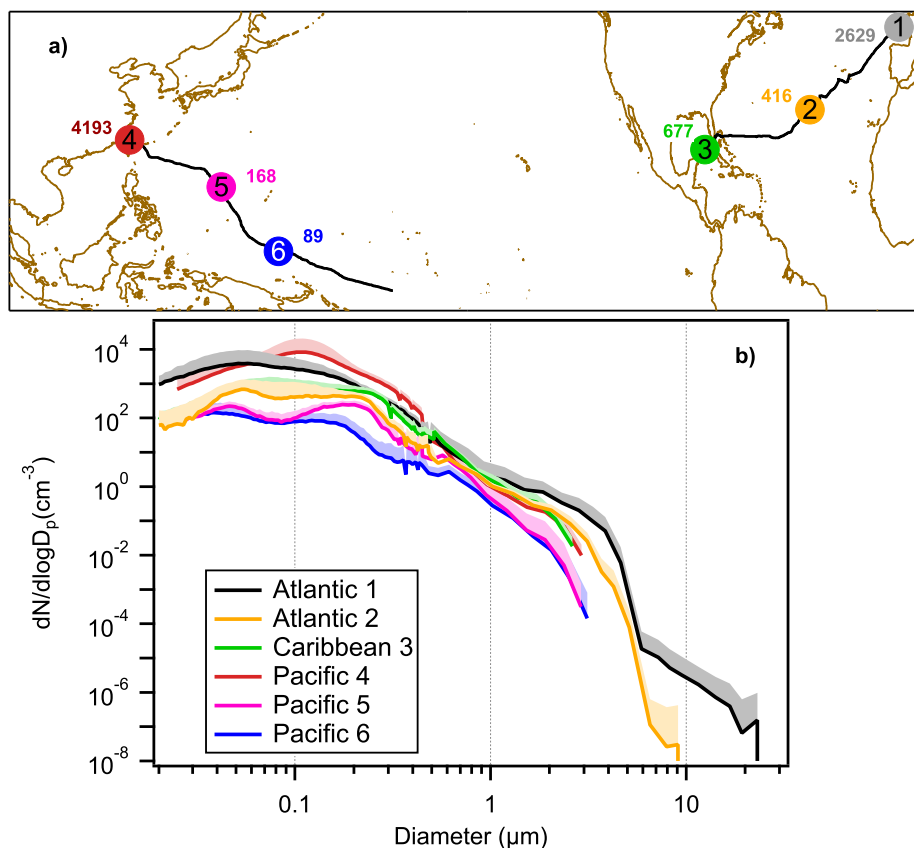 a)
1
2629
2
416
677
3
4193
4
5
168
6
89
b)
10^4
10^2
10^0
10^-2
10^-4
10^-6
10^-8
dN/dlogD_p(cm^-3)
Atlantic 1
Atlantic 2
Caribbean 3
Pacific 4
Pacific 5
Pacific 6
0.1
1
10
Diameter (µm)